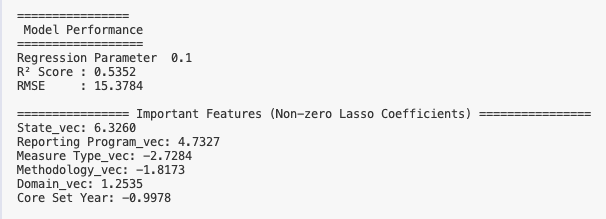 ================
Model Performance
==================
Regression Parameter  0.1
R² Score : 0.5352
RMSE     : 15.3784
================ Important Features (Non-zero Lasso Coefficients) ================
State_vec: 6.3260
Reporting Program_vec: 4.7327
Measure Type_vec: −2.7284
Methodology_vec: −1.8173
Domain_vec: 1.2535
Core Set Year: −0.9978